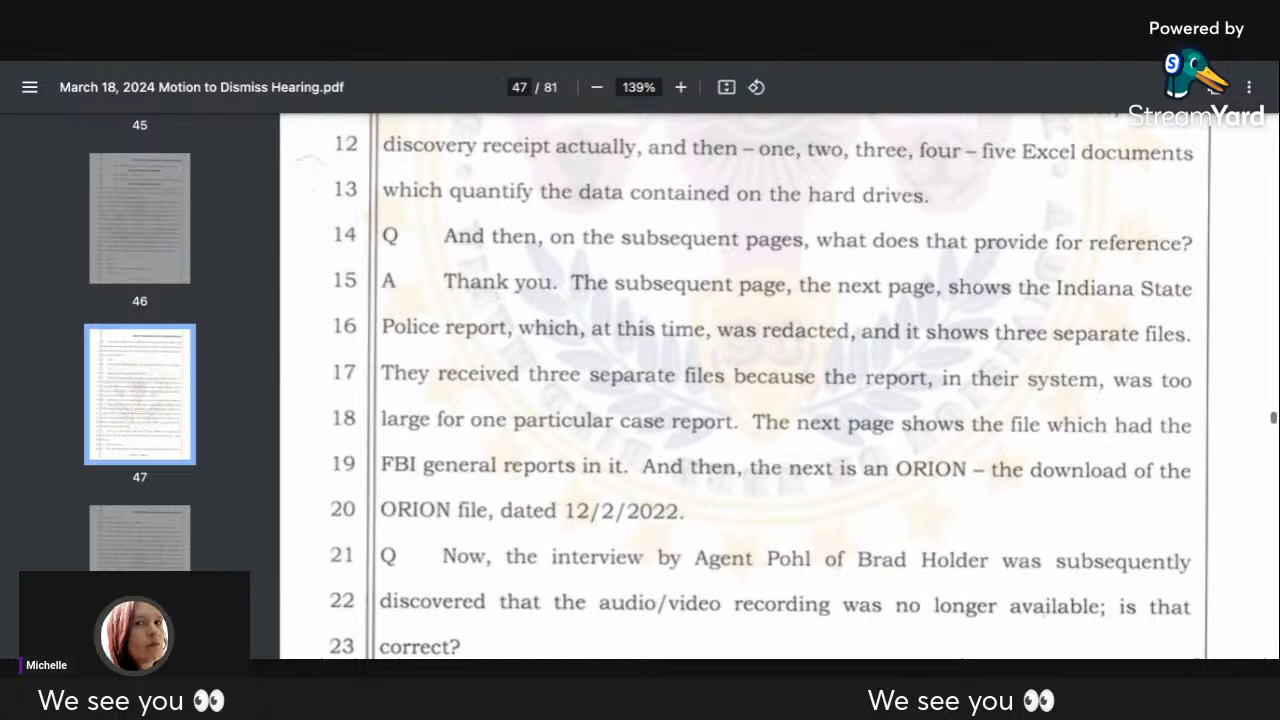 Powered by
StreamYard
March 18, 2024 Motion to Dismiss Hearing.pdf
47 / 81
139%
45
46
47
12 discovery receipt actually, and then – one, two, three, four – five Excel documents
13 which quantify the data contained on the hard drives.
14 Q And then, on the subsequent pages, what does that provide for reference?
15 A Thank you. The subsequent page, the next page, shows the Indiana State
16 Police report, which, at this time, was redacted, and it shows three separate files.
17 They received three separate files because the report, in their system, was too
18 large for one particular case report. The next page shows the file which had the
19 FBI general reports in it. And then, the next is an ORION – the download of the
20 ORION file, dated 12/2/2022.
21 Q Now, the interview by Agent Pohl of Brad Holder was subsequently
22 discovered that the audio/video recording was no longer available; is that
23 correct?
Michelle
We see you 👀
We see you 👀